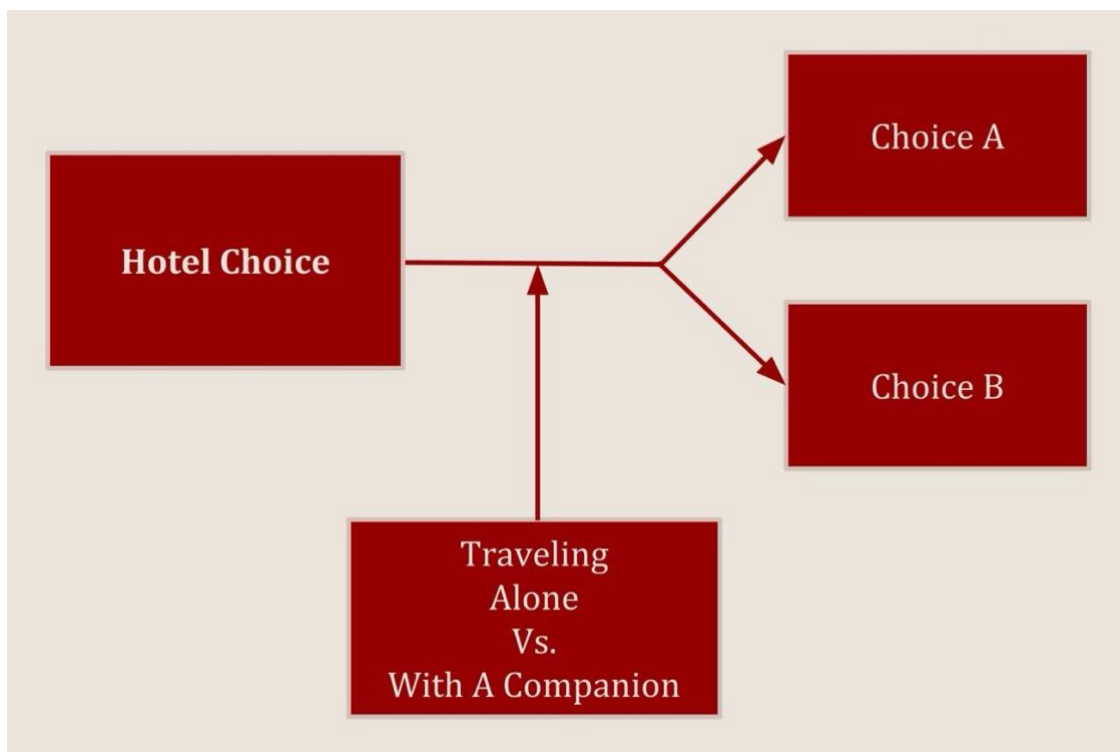 Hotel Choice
Choice A
Choice B
Traveling
Alone
Vs.
With A Companion